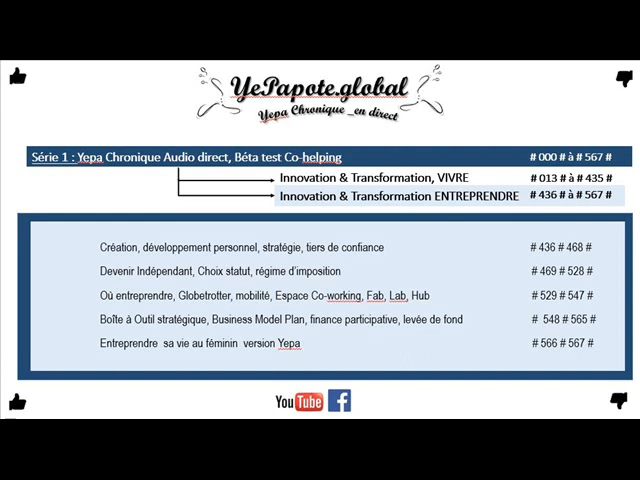 YePapote.global
Yepa Chronique _en direct
Série 1 : Yepa Chronique Audio direct, Béta test Co-helping # 000 # à # 567 #
Innovation & Transformation, VIVRE # 013 # à # 435 #
Innovation & Transformation ENTREPRENDRE # 436 # à # 567 #
Création, développement personnel, stratégie, tiers de confiance # 436 # 468 #
Devenir Indépendant, Choix statut, régime d'imposition # 469 # 528 #
Où entreprendre, Globetrotter, mobilité, Espace Co-working, Fab, Lab, Hub # 529 # 547 #
Boîte à Outil stratégique, Business Model Plan, finance participative, levée de fond # 548 # 565 #
Entreprendre sa vie au féminin version Yepa # 566 # 567 #
YouTube f